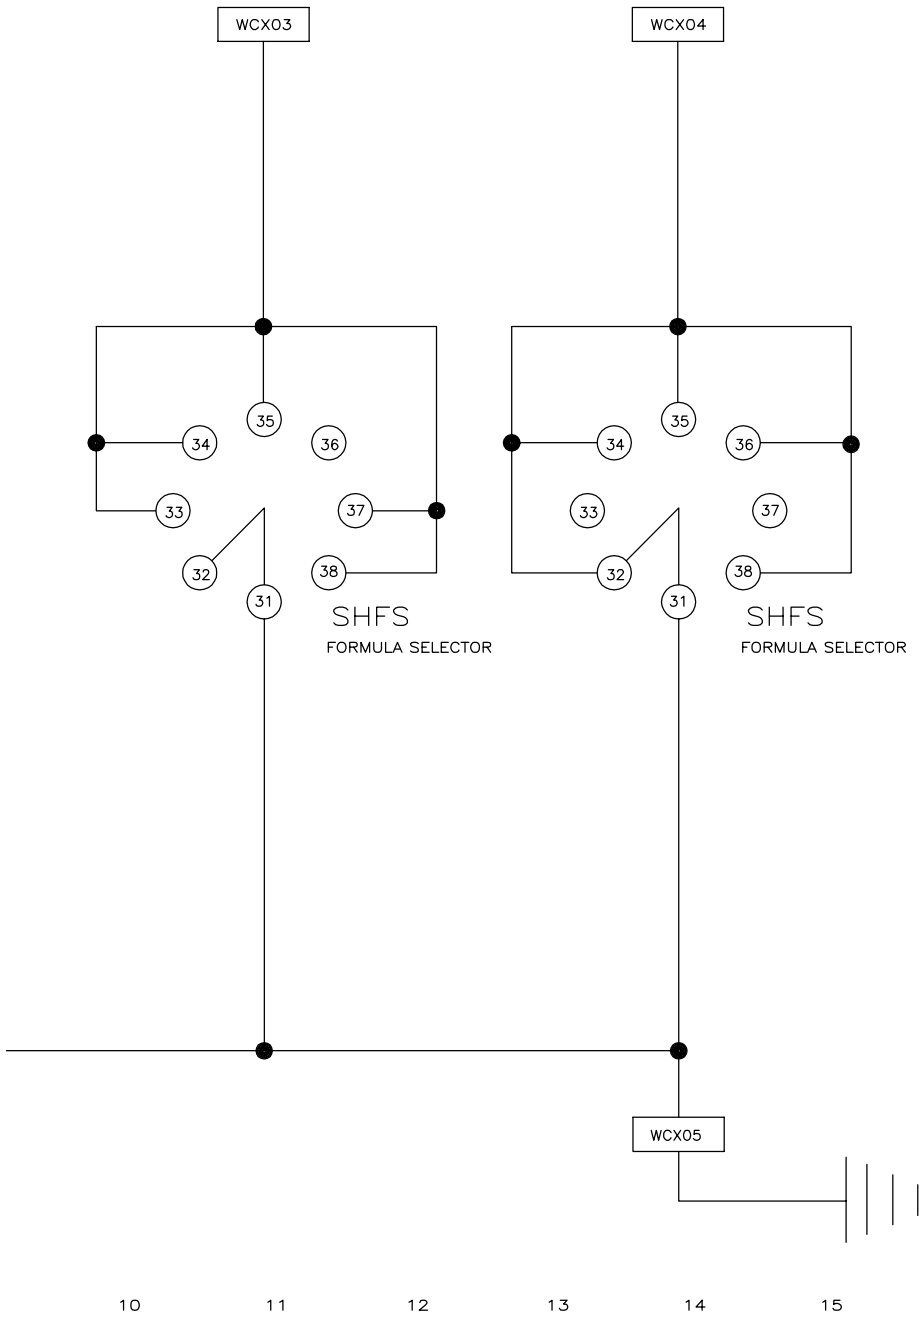 WCX03 WCX04
35 35
34 36 34 36
33 37 33 37
32 38 32 38
31 31
SHFS SHFS
FORMULA SELECTOR FORMULA SELECTOR
WCX05
10 11 12 13 14 15